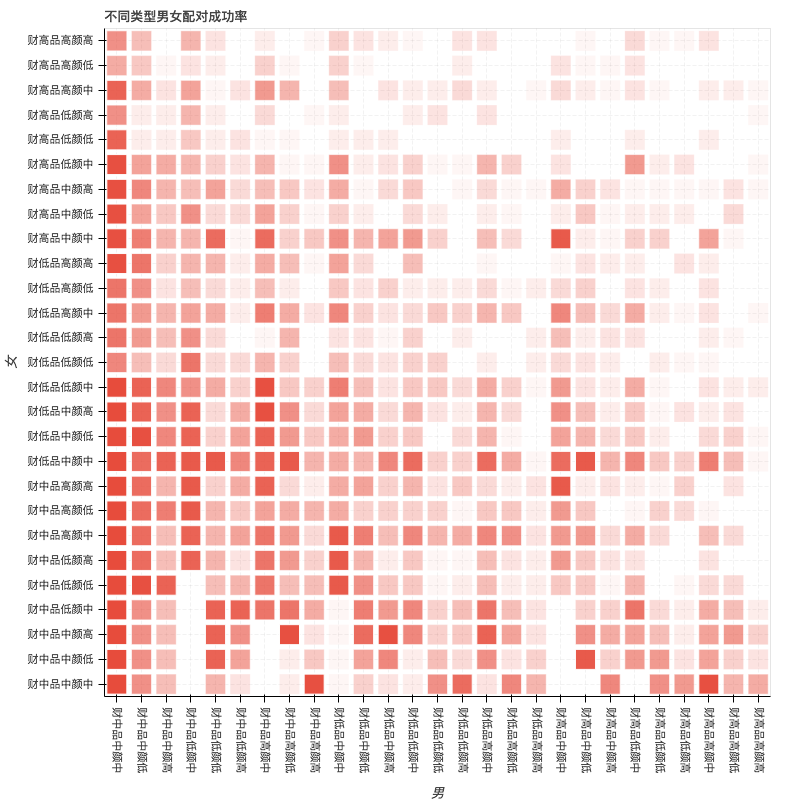 不同类型男女配对成功率
财高品高颜高
财高品高颜低
财高品高颜中
财高品低颜高
财高品低颜低
财高品低颜中
财高品中颜高
财高品中颜低
财高品中颜中
财低品高颜高
财低品高颜低
财低品高颜中
财低品低颜高
女
财低品低颜低
财低品低颜中
财低品中颜高
财低品中颜低
财低品中颜中
财中品高颜高
财中品高颜低
财中品高颜中
财中品低颜高
财中品低颜低
财中品低颜中
财中品中颜高
财中品中颜低
财中品中颜中
财中品中颜中
财中品中颜低
财中品中颜高
财中品低颜中
财中品低颜低
财中品低颜高
财中品高颜中
财中品高颜低
财中品高颜高
财低品中颜中
财低品中颜低
财低品中颜高
财低品低颜中
财低品低颜低
财低品低颜高
财低品高颜中
财低品高颜低
财低品高颜高
财高品中颜中
财高品中颜低
财高品中颜高
财高品低颜中
财高品低颜低
财高品低颜高
财高品高颜中
财高品高颜低
财高品高颜高
男